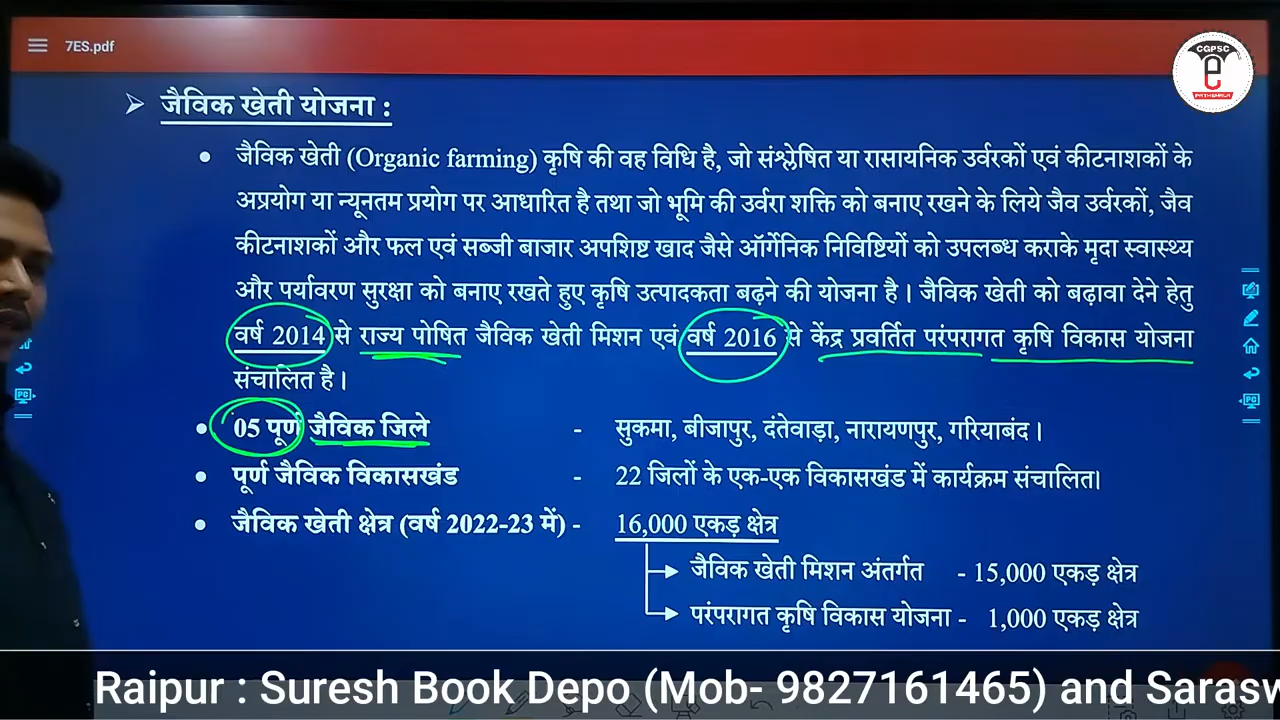 7ES.pdf
CGPSC
➤ जैविक खेती योजना :
• जैविक खेती (Organic farming) कृषि की वह विधि है, जो संश्लेषित या रासायनिक उर्वरकों एवं कीटनाशकों के
अप्रयोग या न्यूनतम प्रयोग पर आधारित है तथा जो भूमि की उर्वरा शक्ति को बनाए रखने के लिये जैव उर्वरकों, जैव
कीटनाशकों और फल एवं सब्जी बाजार अपशिष्ट खाद जैसे ऑर्गेनिक निविष्टियों को उपलब्ध कराके मृदा स्वास्थ्य
और पर्यावरण सुरक्षा को बनाए रखते हुए कृषि उत्पादकता बढ़ने की योजना है। जैविक खेती को बढ़ावा देने हेतु
वर्ष 2014 से राज्य पोषित जैविक खेती मिशन एवं वर्ष 2016 से केंद्र प्रवर्तित परंपरागत कृषि विकास योजना
संचालित है।
• 05 पूर्ण जैविक जिले - सुकमा, बीजापुर, दंतेवाड़ा, नारायणपुर, गरियाबंद।
• पूर्ण जैविक विकासखंड - 22 जिलों के एक-एक विकासखंड में कार्यक्रम संचालित।
• जैविक खेती क्षेत्र (वर्ष 2022-23 में) - 16,000 एकड़ क्षेत्र
जैविक खेती मिशन अंतर्गत - 15,000 एकड़ क्षेत्र
परंपरागत कृषि विकास योजना - 1,000 एकड़ क्षेत्र
Raipur : Suresh Book Depo (Mob- 9827161465) and Sarasw